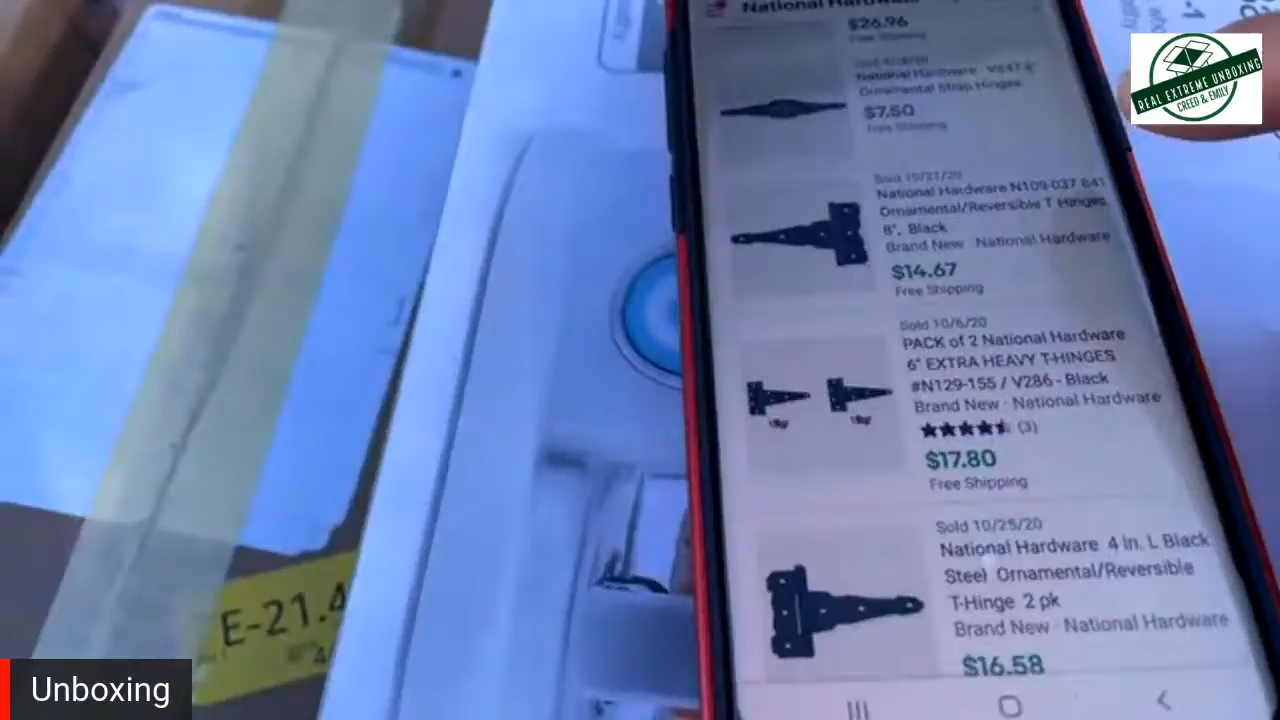 National
$26.96
Free Shipping
National Hardware
Ornamental Strap Hinges
$7.50
Free Shipping
Sold 10/21/20
National Hardware N109-037 841
Ornamental/Reversible T Hinges,
8", Black
Brand New · National Hardware
$14.67
Free Shipping
Sold 10/6/20
PACK of 2 National Hardware
6" EXTRA HEAVY T-HINGES
#N129-155 / V286 - Black
Brand New · National Hardware
(3)
$17.80
Free Shipping
Sold 10/25/20
National Hardware 4 in. L Black
Steel Ornamental/Reversible
T-Hinge 2 pk
Brand New · National Hardware
$16.58
E-21.4
REAL EXTREME UNBOXING
CREED & EMILY
Unboxing